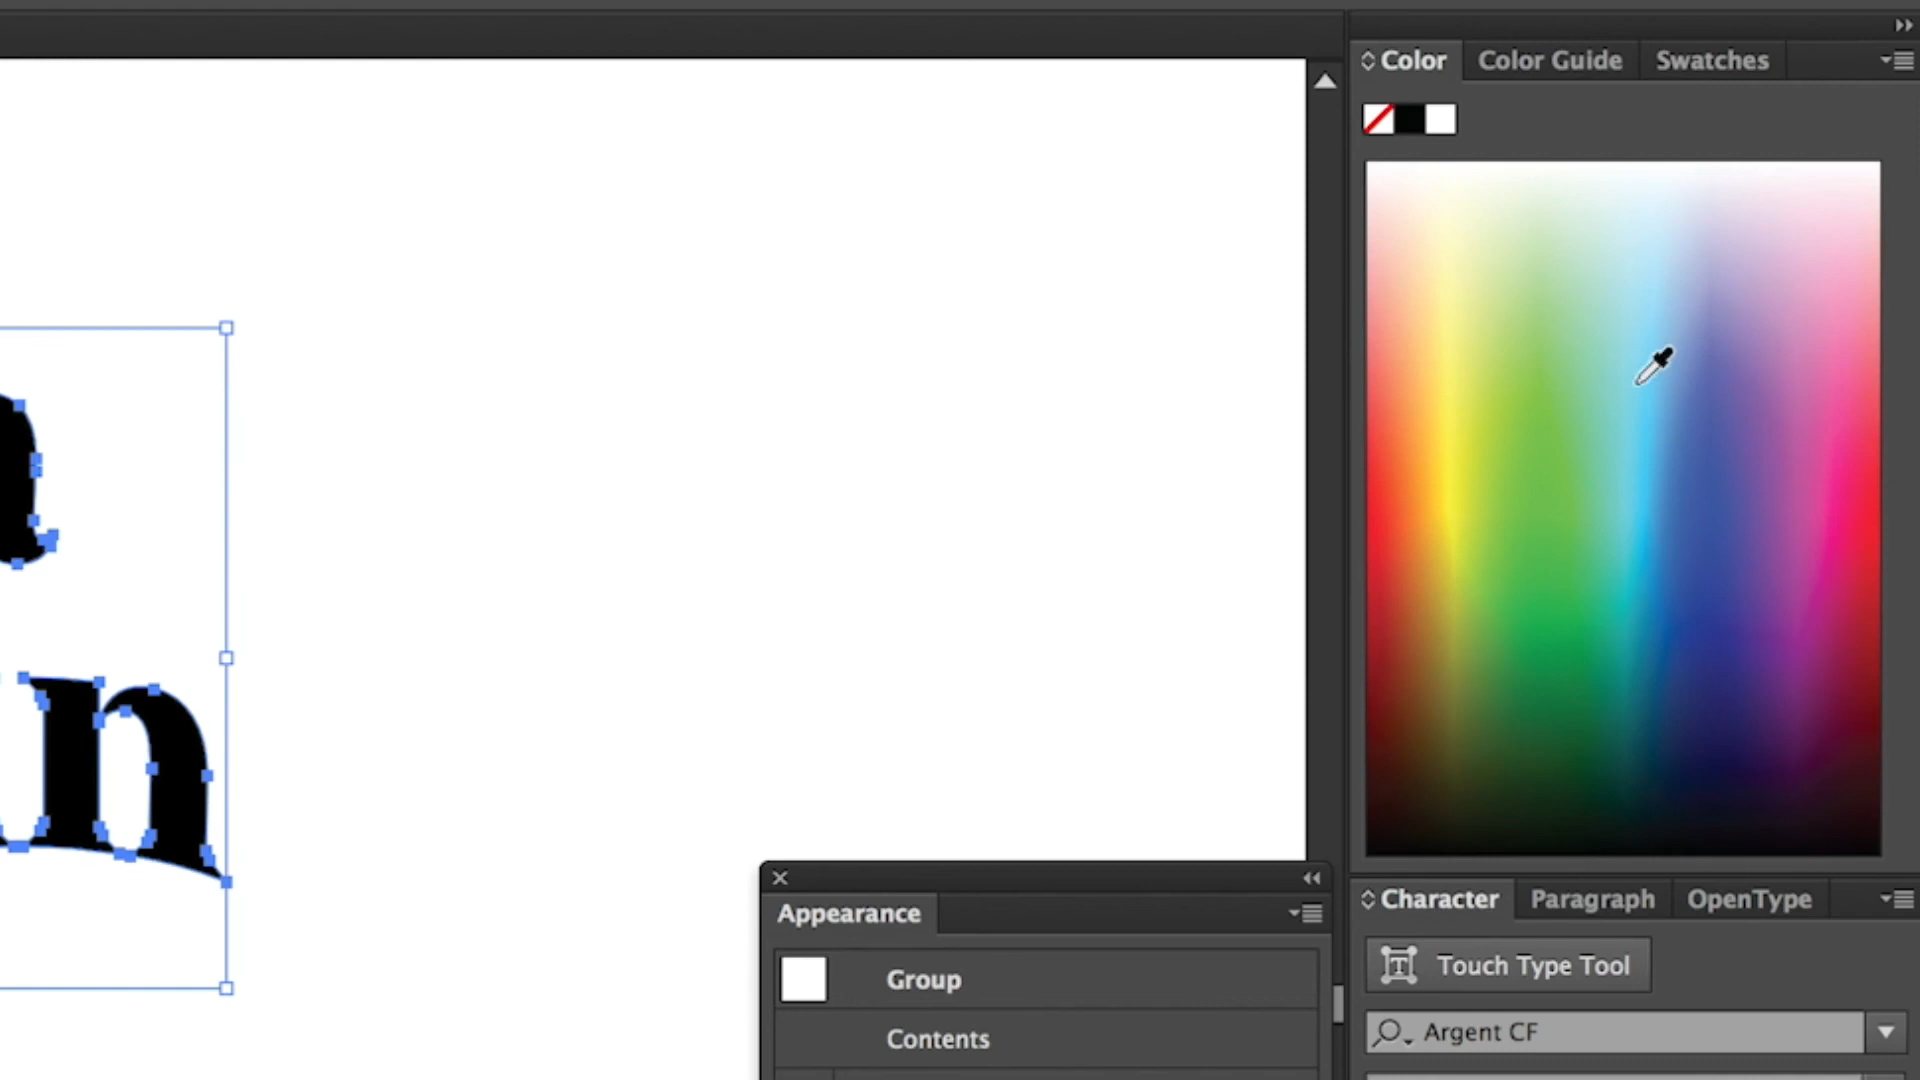 Color Color Guide Swatches
n
Appearance
Group
Contents
Character Paragraph OpenType
T Touch Type Tool
Argent CF